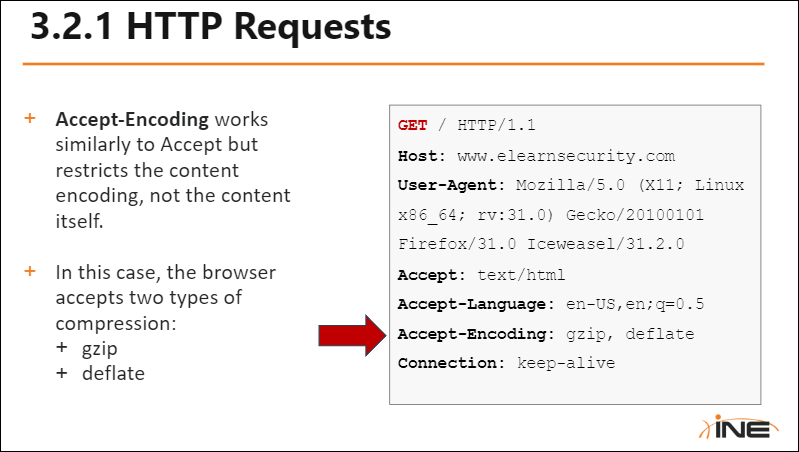 3.2.1 HTTP Requests
+ Accept-Encoding works
similarly to Accept but
restricts the content
encoding, not the content
itself.
+ In this case, the browser
accepts two types of
compression:
+ gzip
+ deflate
GET / HTTP/1.1
Host: www.elearnsecurity.com
User-Agent: Mozilla/5.0 (X11; Linux
x86_64; rv:31.0) Gecko/20100101
Firefox/31.0 Iceweasel/31.2.0
Accept: text/html
Accept-Language: en-US,en;q=0.5
Accept-Encoding: gzip, deflate
Connection: keep-alive
INE